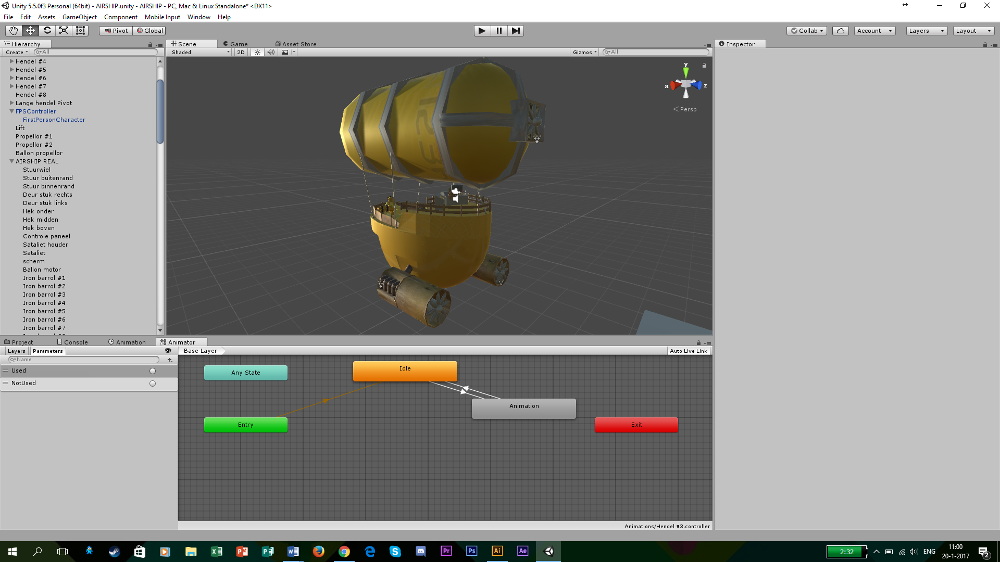 Unity 5.5.0f3 Personal (64bit) - AIRSHIP.unity - AIRSHIP - PC, Mac & Linux Standalone* <DX11>
File Edit Assets GameObject Component Mobile Input Window Help
Pivot Global Collab Account Layers Layout
Hierarchy
Create All
Hendel #4
Hendel #5
Hendel #6
Hendel #7
Hendel #8
Lange hendel Pivot
FPSController
FirstPersonCharacter
Lift
Propellor #1
Propellor #2
Ballon propellor
AIRSHIP REAL
Stuurwiel
Stuur buitenrand
Stuur binnenrand
Deur stuk rechts
Deur stuk links
Hek onder
Hek midden
Hek boven
Controle paneel
Sataliet houder
Sataliet
scherm
Ballon motor
Iron barrol #1
Iron barrol #2
Iron barrol #3
Iron barrol #4
Iron barrol #5
Iron barrol #6
Iron barrol #7
Scene Game Asset Store
Shaded 2D Gizmos All
y
x z
Persp
123
Inspector
Project Console Animation Animator
Layers Parameters Base Layer Auto Live Link
Name
Used
NotUsed
Any State
Idle
Animation
Entry
Exit
Animations/Hendel #3.controller
Pr Ps Ai Ae
2:32 ENG 11:00
20-1-2017 2